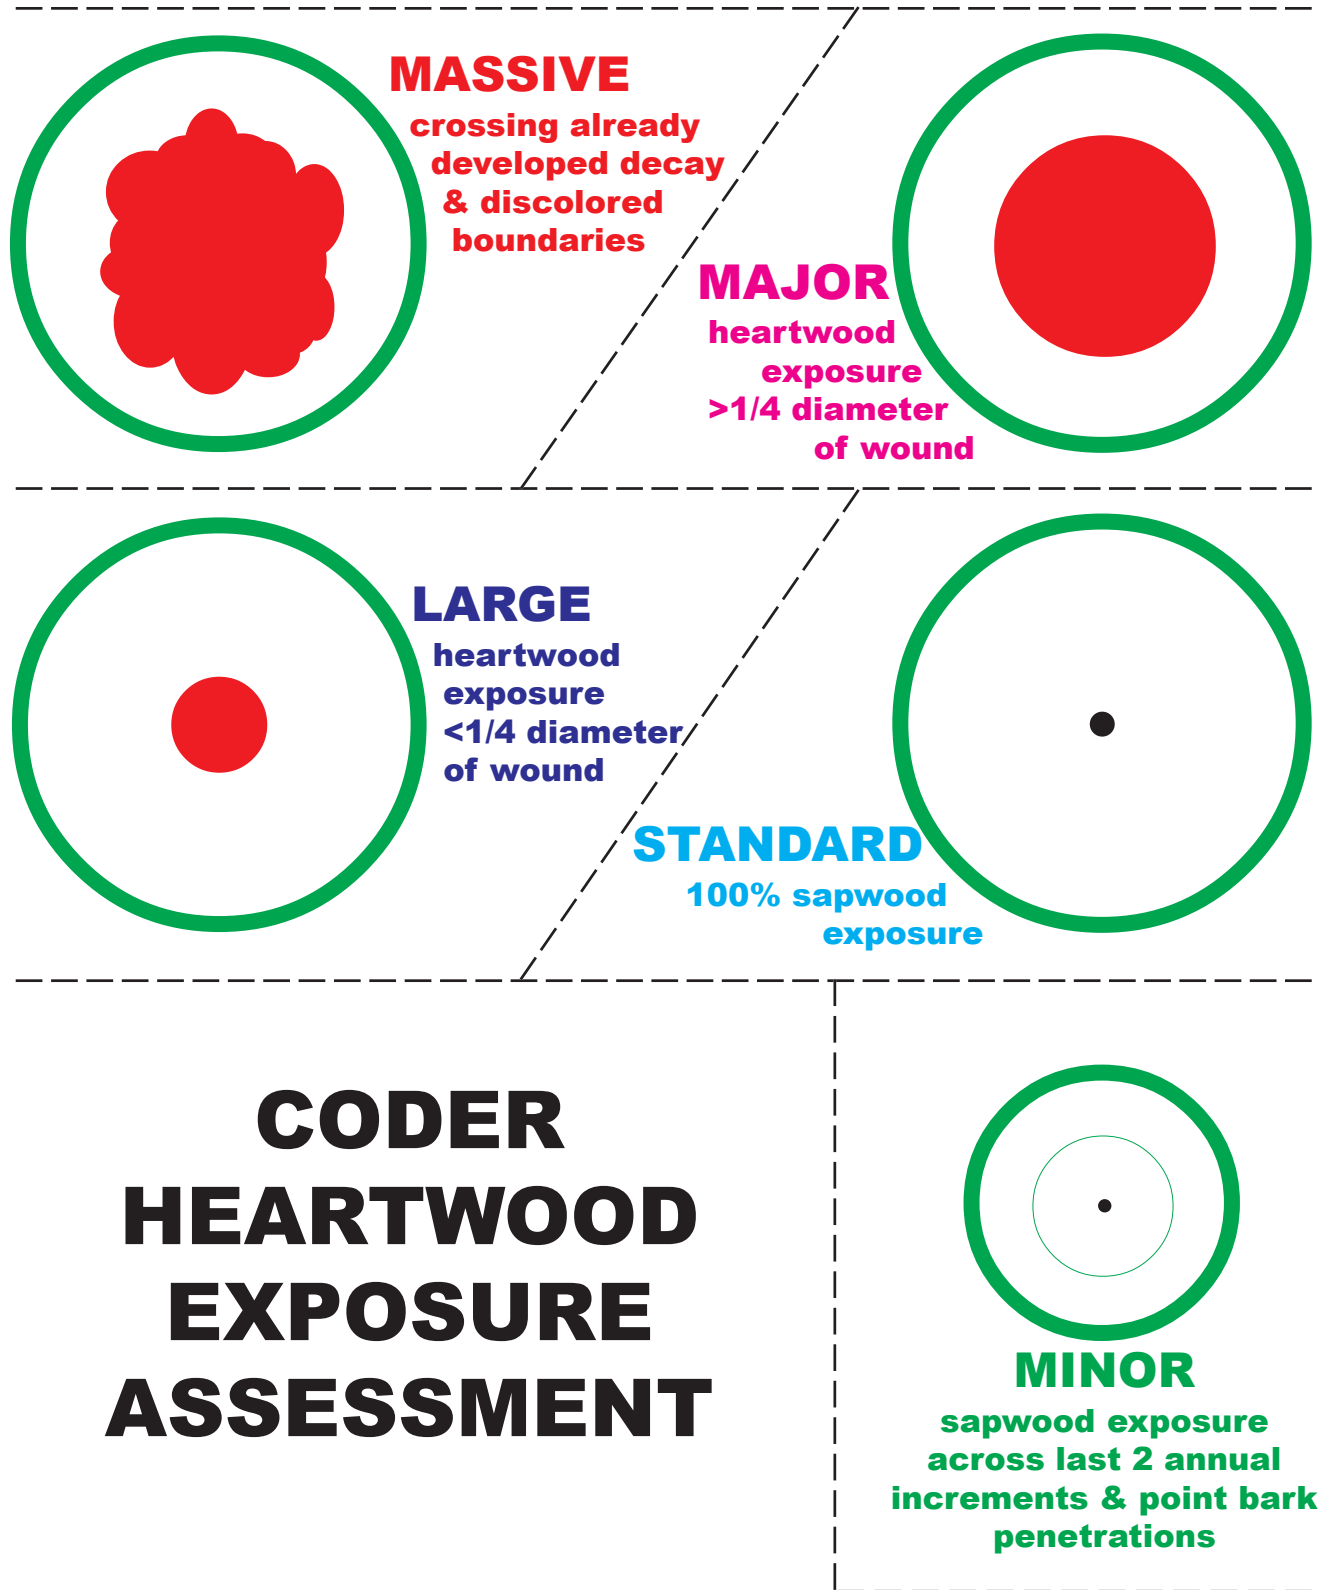 MASSIVE
crossing already
developed decay
& discolored
boundaries
MAJOR
heartwood
exposure
>1/4 diameter
of wound
LARGE
heartwood
exposure
<1/4 diameter
of wound
STANDARD
100% sapwood
exposure
CODER
HEARTWOOD
EXPOSURE
ASSESSMENT
MINOR
sapwood exposure
across last 2 annual
increments & point bark
penetrations